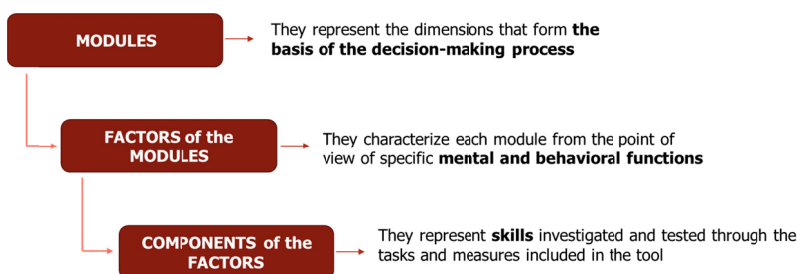 MODULES
They represent the dimensions that form the
basis of the decision-making process
FACTORS of the
MODULES
They characterize each module from the point of
view of specific mental and behavioral functions
COMPONENTS of the
FACTORS
They represent skills investigated and tested through the
tasks and measures included in the tool